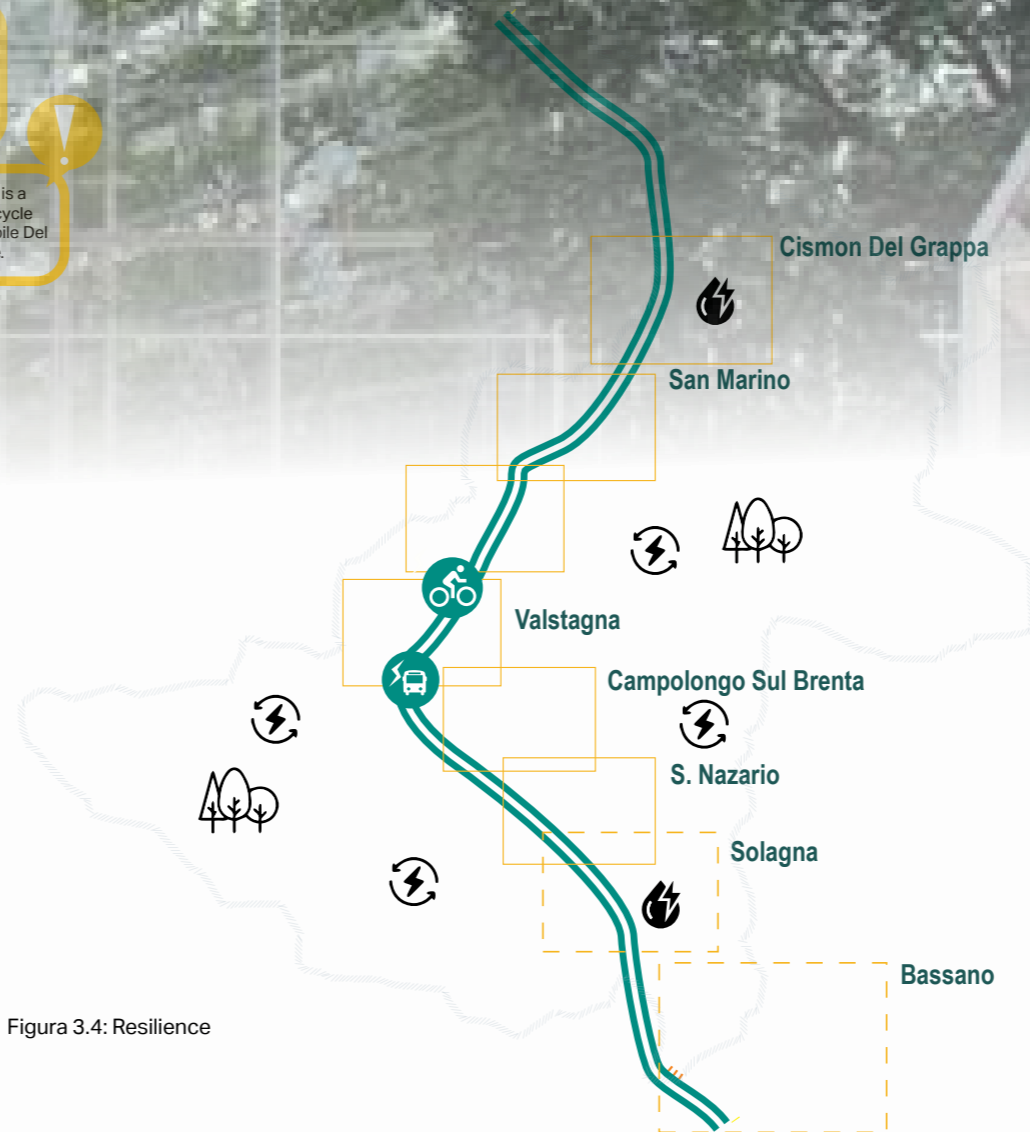 is a
cycle
bile Del
Cismon Del Grappa
San Marino
Valstagna
Campolongo Sul Brenta
S. Nazario
Solagna
Bassano
Figura 3.4: Resilience